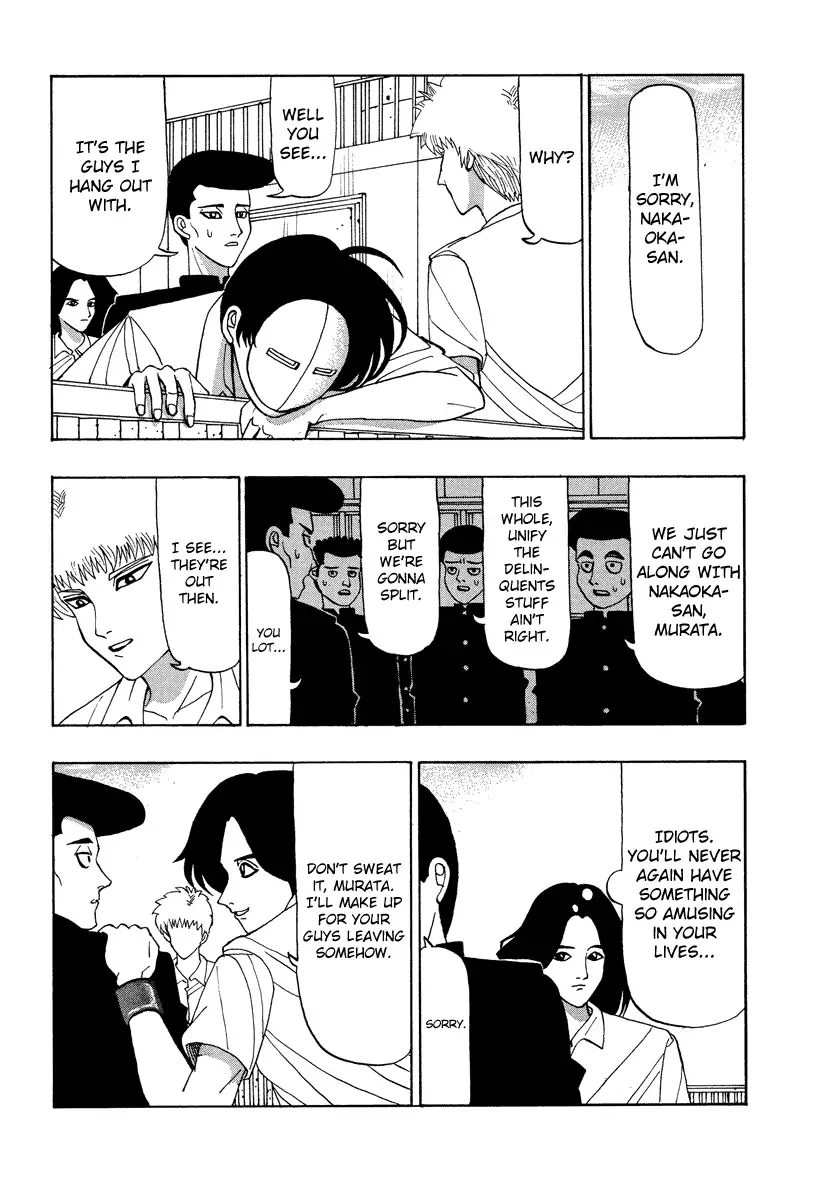 I'M
SORRY,
NAKA-
OKA-
SAN.
WHY?
WELL
YOU
SEE...
IT'S THE
GUYS I
HANG OUT
WITH.
WE JUST
CAN'T GO
ALONG WITH
NAKAOKA-
SAN,
MURATA.
THIS
WHOLE,
UNIFY
THE
DELIN-
QUENTS
STUFF
AIN'T
RIGHT.
SORRY
BUT
WE'RE
GONNA
SPLIT.
YOU
LOT...
I SEE...
THEY'RE
OUT
THEN.
IDIOTS.
YOU'LL NEVER
AGAIN HAVE
SOMETHING
SO AMUSING
IN YOUR
LIVES...
SORRY.
DON'T SWEAT
IT, MURATA.
I'LL MAKE UP
FOR YOUR
GUYS LEAVING
SOMEHOW.